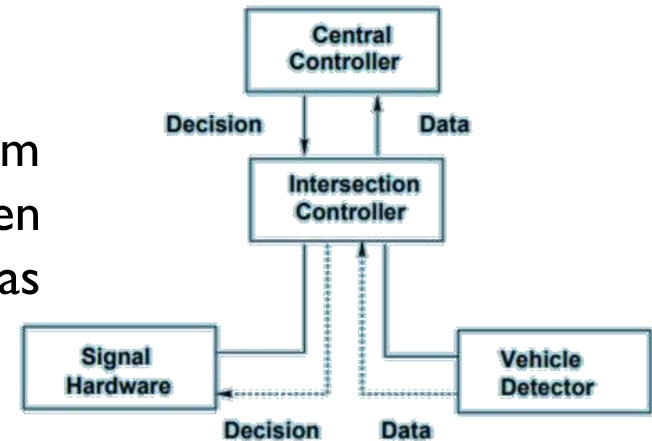 Central
Controller
Decision
Data
m
en
as
Intersection
Controller
Signal
Hardware
Vehicle
Detector
Decision
Data